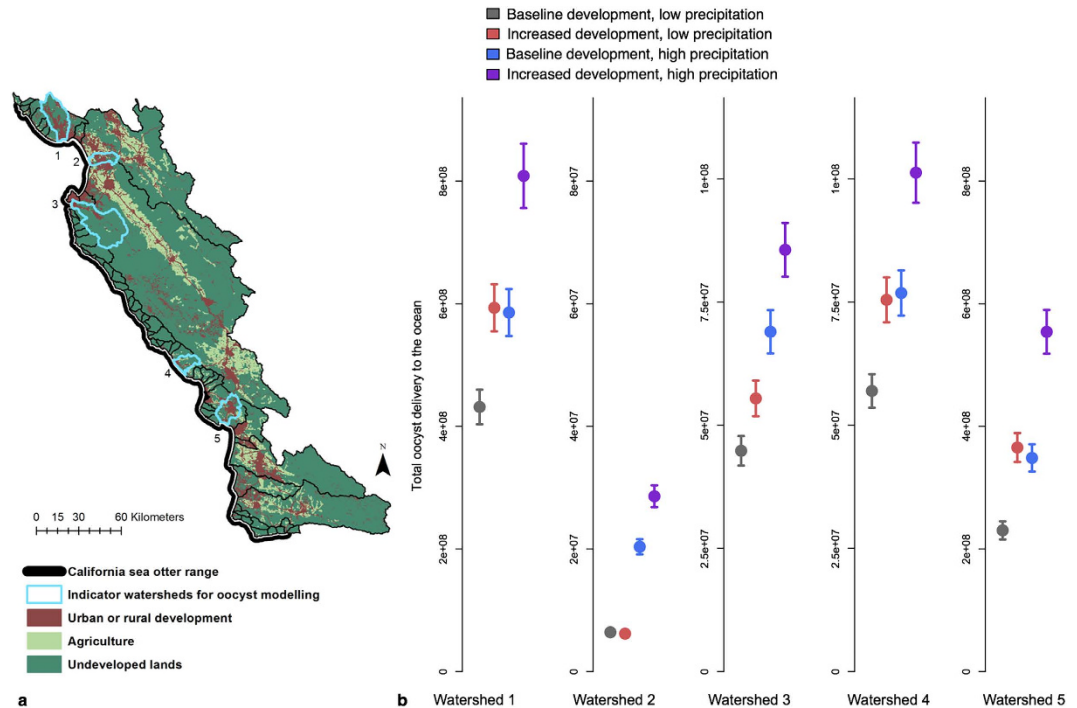 Baseline development, low precipitation
Increased development, low precipitation
Baseline development, high precipitation
Increased development, high precipitation
1
2
3
4
5
N
0 15 30 60 Kilometers
California sea otter range
Indicator watersheds for oocyst modelling
Urban or rural development
Agriculture
Undeveloped lands
a
Total oocyst delivery to the ocean
8e+08
6e+08
4e+08
2e+08
0
8e+07
6e+07
4e+07
2e+07
0
1e+08
7.5e+07
5e+07
2.5e+07
0
1e+08
7.5e+07
5e+07
2.5e+07
0
8e+08
6e+08
4e+08
2e+08
0
b
Watershed 1
Watershed 2
Watershed 3
Watershed 4
Watershed 5